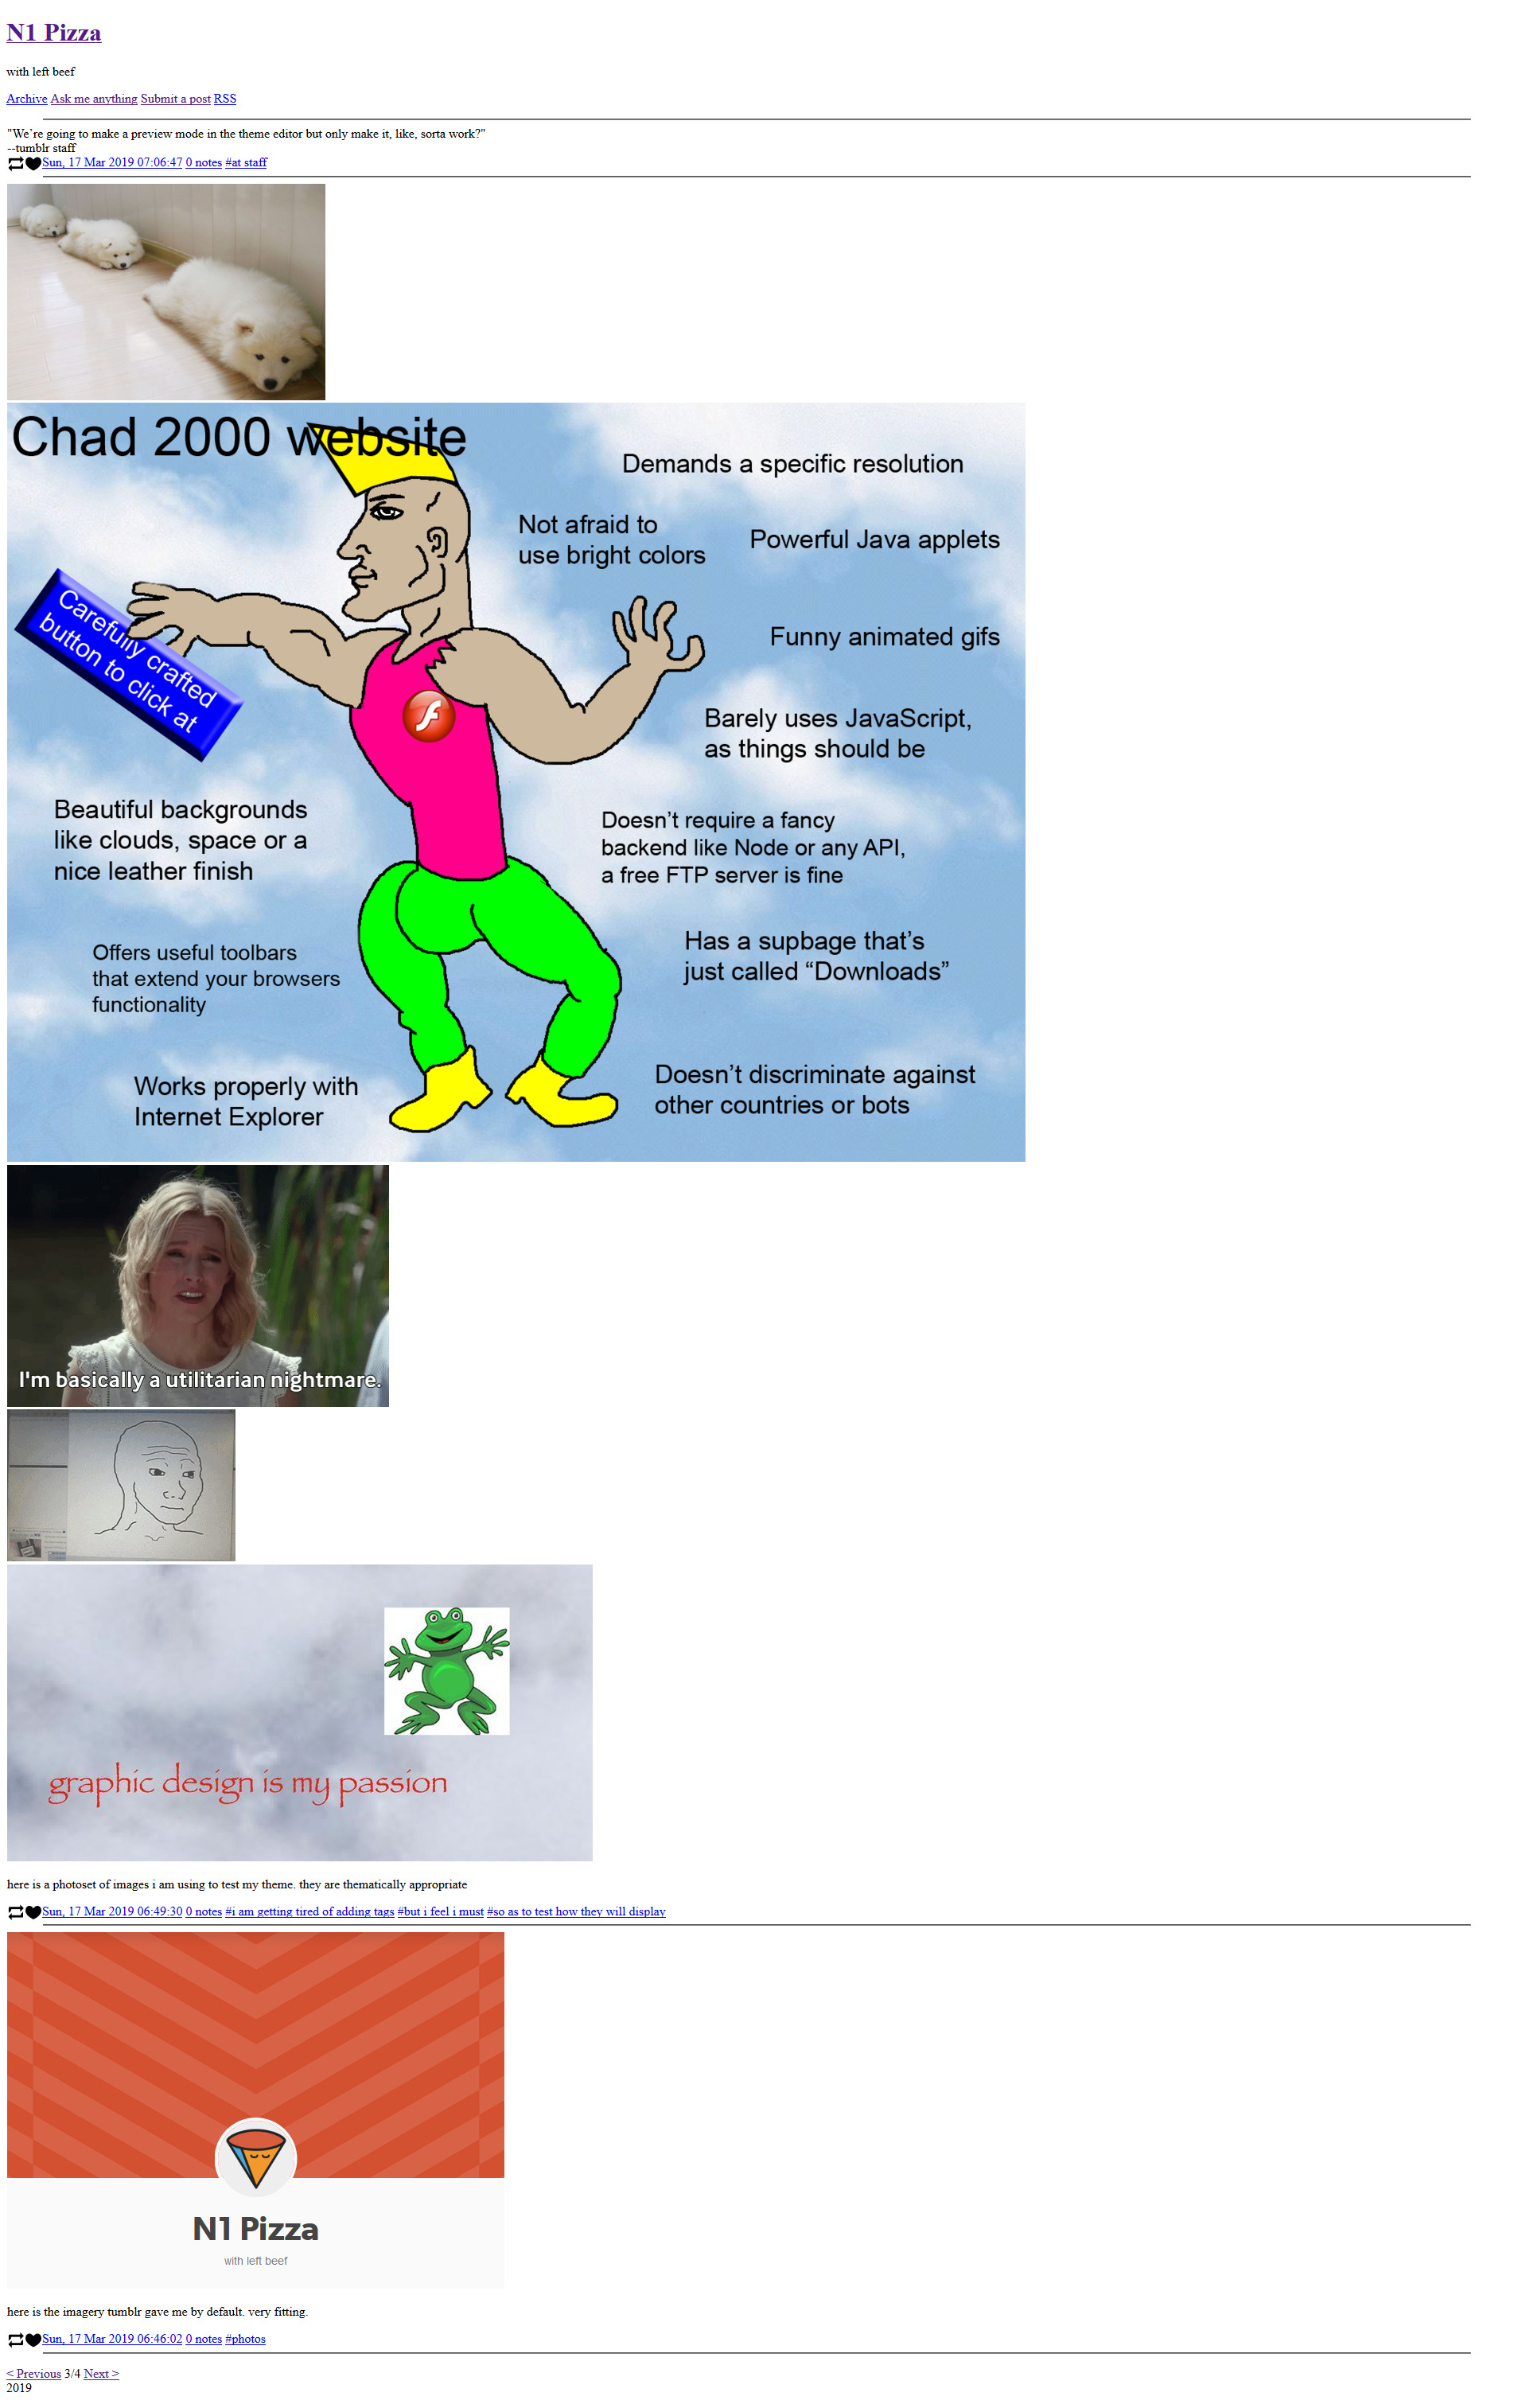 N1 Pizza
with left beef
Archive Ask me anything Submit a post RSS
"We're going to make a preview mode in the theme editor but only make it, like, sorta work?"
--tumblr staff
Sun, 17 Mar 2019 07:06:47 0 notes #at staff
Chad 2000 website
Demands a specific resolution
Not afraid to
use bright colors
Powerful Java applets
Carefully crafted
button to click at
Funny animated gifs
Barely uses JavaScript,
as things should be
Beautiful backgrounds
like clouds, space or a
nice leather finish
Doesn't require a fancy
backend like Node or any API,
a free FTP server is fine
Offers useful toolbars
that extend your browsers
functionality
Has a supbage that's
just called “Downloads”
Works properly with
Internet Explorer
Doesn't discriminate against
other countries or bots
I'm basically a utilitarian nightmare.
graphic design is my passion
here is a photoset of images i am using to test my theme. they are thematically appropriate
Sun, 17 Mar 2019 06:49:30 0 notes #i am getting tired of adding tags #but i feel i must #so as to test how they will display
N1 Pizza
with left beef
here is the imagery tumblr gave me by default. very fitting.
Sun, 17 Mar 2019 06:46:02 0 notes #photos
< Previous 3/4 Next >
2019